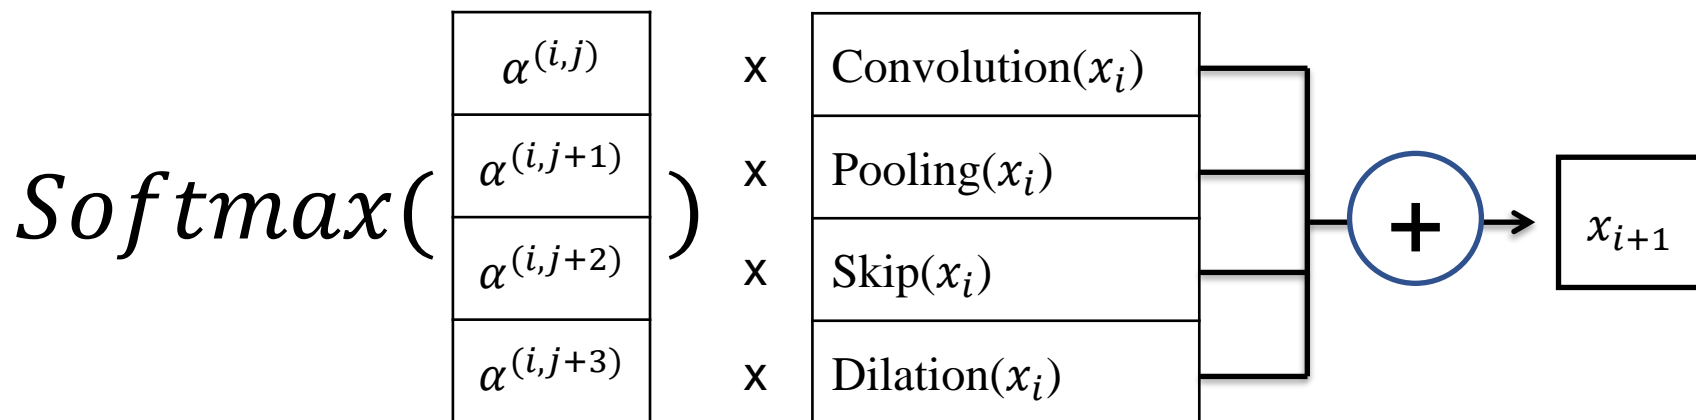 α^(i,j) x Convolution(x_i)
α^(i,j+1) x Pooling(x_i)
Softmax( ) + x_{i+1}
α^(i,j+2) x Skip(x_i)
α^(i,j+3) x Dilation(x_i)